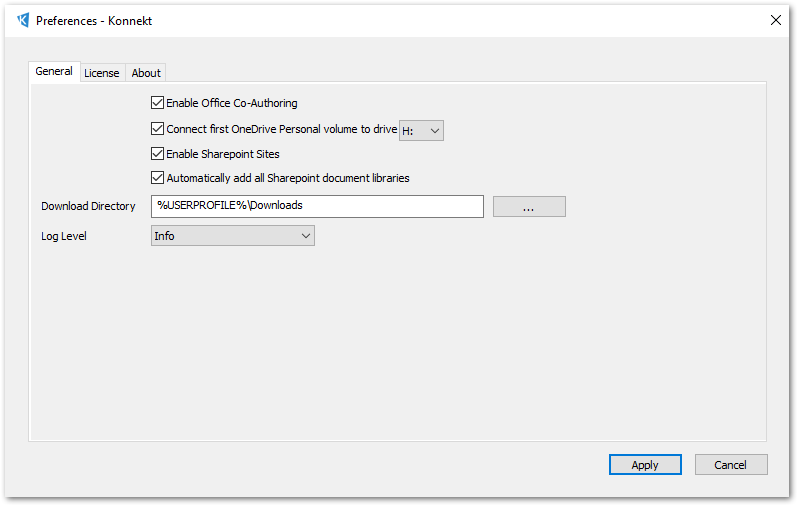 Preferences - Konnekt
General License About
Enable Office Co-Authoring
Connect first OneDrive Personal volume to drive H:
Enable Sharepoint Sites
Automatically add all Sharepoint document libraries
Download Directory %USERPROFILE%\Downloads ...
Log Level Info
Apply Cancel